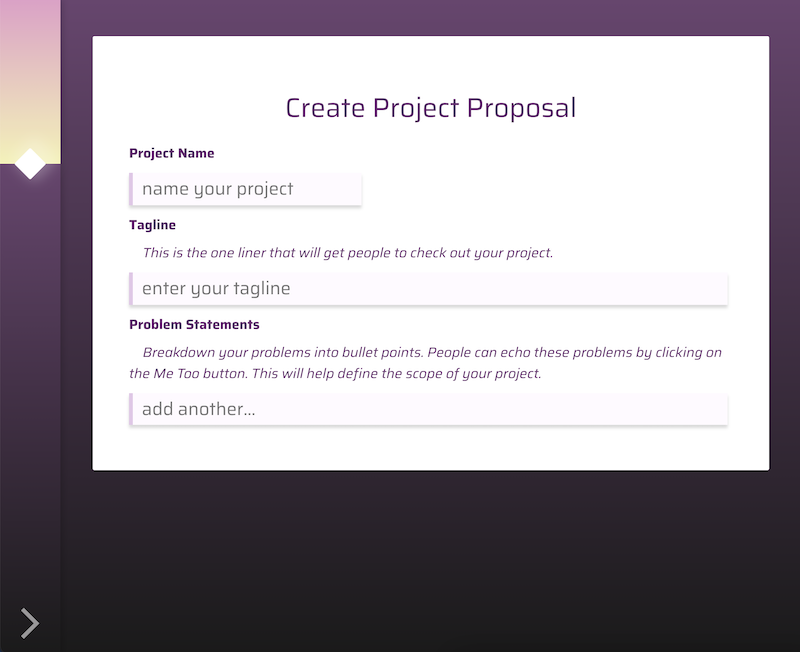 Create Project Proposal
Project Name
name your project
Tagline
This is the one liner that will get people to check out your project.
enter your tagline
Problem Statements
Breakdown your problems into bullet points. People can echo these problems by clicking on
the Me Too button. This will help define the scope of your project.
add another...